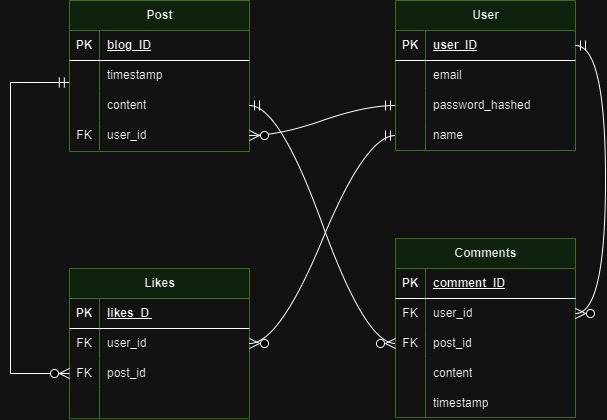 Post
PK blog_ID
timestamp
content
FK user_id
User
PK user_ID
email
password_hashed
name
Likes
PK likes_D_
FK user_id
FK post_id
Comments
PK comment_ID
FK user_id
FK post_id
content
timestamp